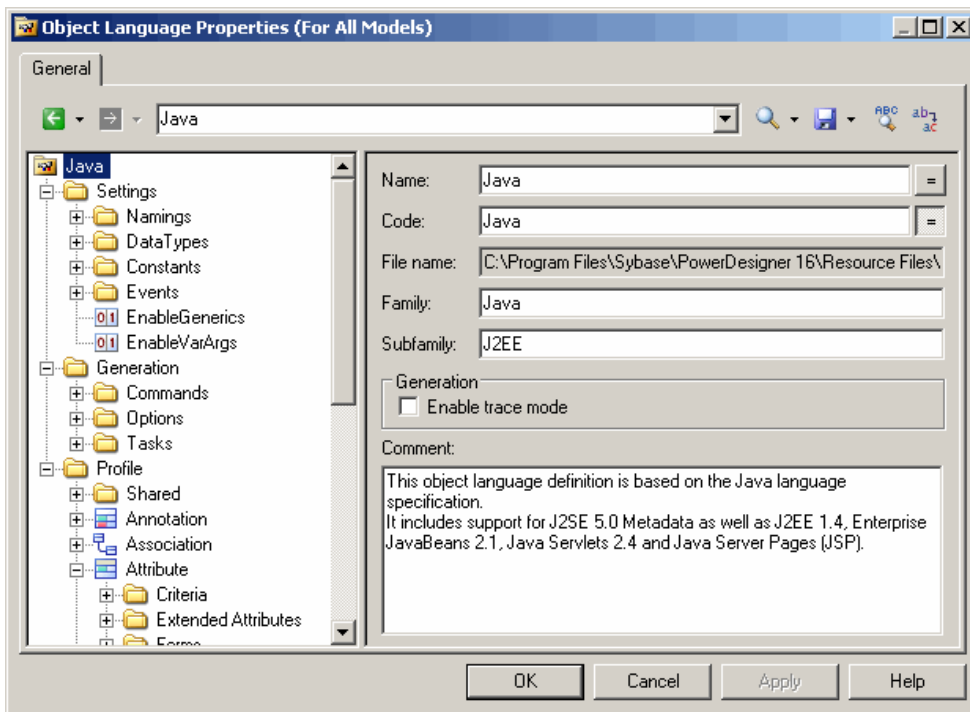 Object Language Properties (For All Models)
General
Java
Java
Settings
Namings
DataTypes
Constants
Events
EnableGenerics
EnableVarArgs
Generation
Commands
Options
Tasks
Profile
Shared
Annotation
Association
Attribute
Criteria
Extended Attributes
Forms
Name: Java =
Code: Java =
File name: C:\Program Files\Sybase\PowerDesigner 16\Resource Files\
Family: Java
Subfamily: J2EE
Generation
Enable trace mode
Comment:
This object language definition is based on the Java language
specification.
It includes support for J2SE 5.0 Metadata as well as J2EE 1.4, Enterprise
JavaBeans 2.1, Java Servlets 2.4 and Java Server Pages (JSP).
OK Cancel Apply Help